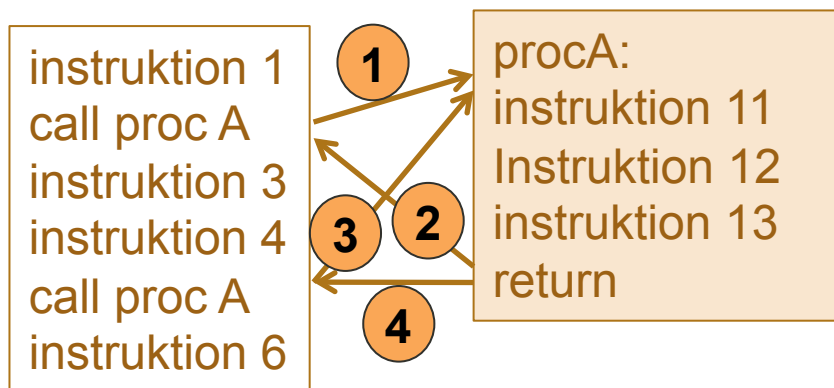 instruktion 1
call proc A
instruktion 3
instruktion 4
call proc A
instruktion 6
1
3
2
4
procA:
instruktion 11
Instruktion 12
instruktion 13
return